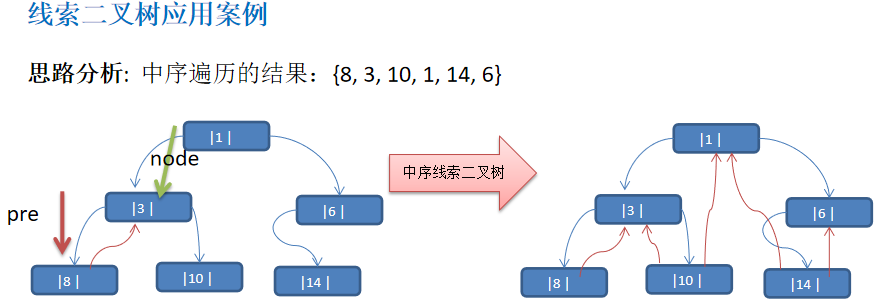 线索二叉树应用案例
思路分析: 中序遍历的结果：{8, 3, 10, 1, 14, 6}
|1 |
node
pre
|3 |
|6 |
|8 |
|10 |
|14 |
中序线索二叉树
|1 |
|3 |
|6 |
|8 |
|10 |
|14 |